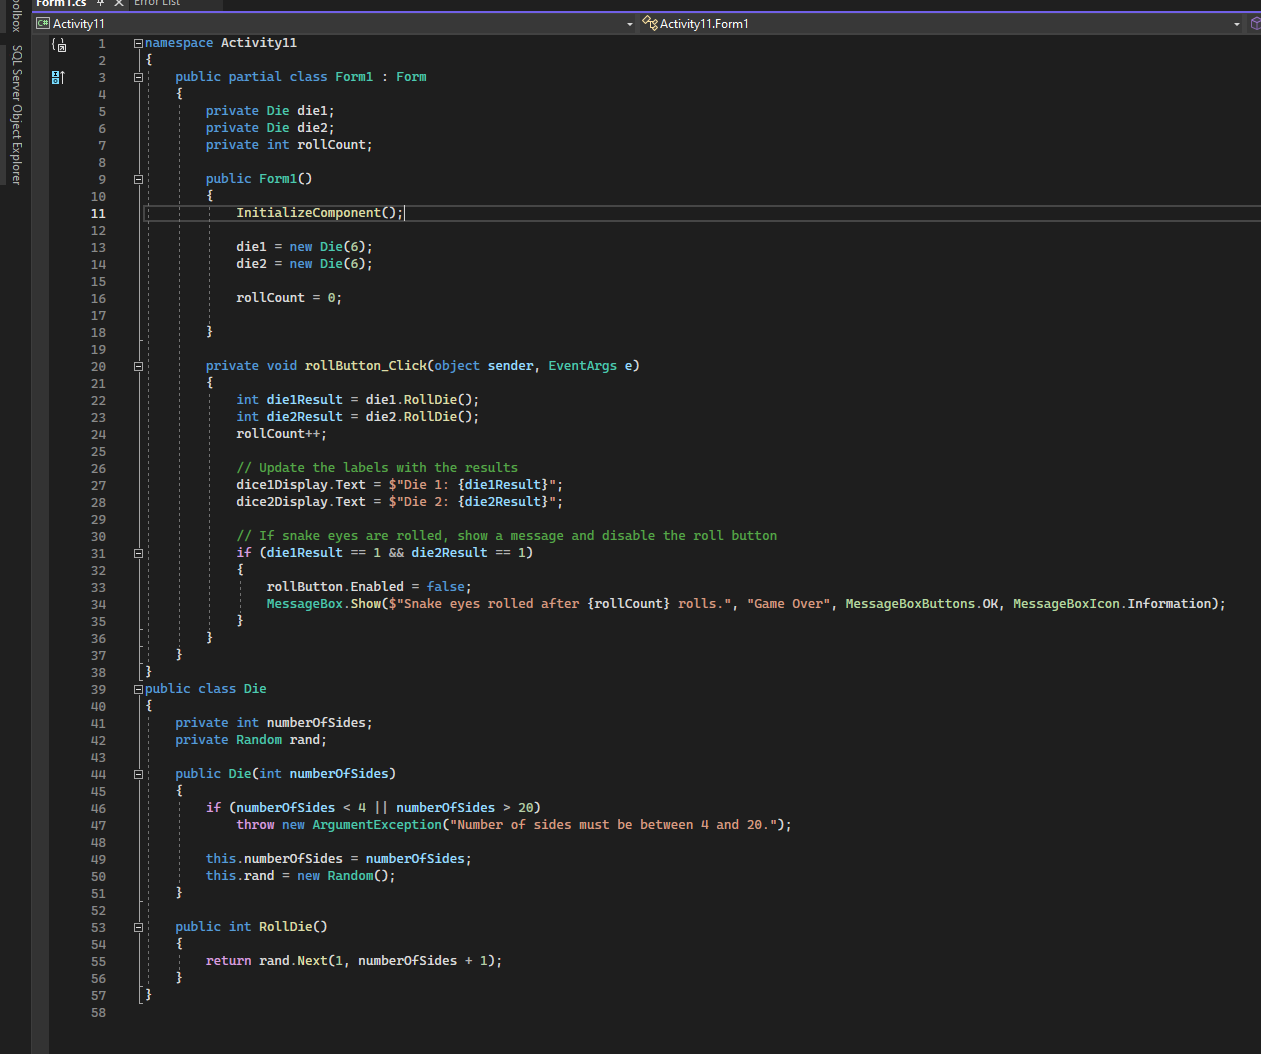 Form1.cs Error List
Toolbox
SQL Server Object Explorer
C# Activity11 Activity11.Form1
1 namespace Activity11
2 {
3     public partial class Form1 : Form
4     {
5         private Die die1;
6         private Die die2;
7         private int rollCount;
8
9         public Form1()
10         {
11             InitializeComponent();
12
13             die1 = new Die(6);
14             die2 = new Die(6);
15
16             rollCount = 0;
17
18         }
19
20         private void rollButton_Click(object sender, EventArgs e)
21         {
22             int die1Result = die1.RollDie();
23             int die2Result = die2.RollDie();
24             rollCount++;
25
26             // Update the labels with the results
27             dice1Display.Text = $"Die 1: {die1Result}";
28             dice2Display.Text = $"Die 2: {die2Result}";
29
30             // If snake eyes are rolled, show a message and disable the roll button
31             if (die1Result == 1 && die2Result == 1)
32             {
33                 rollButton.Enabled = false;
34                 MessageBox.Show($"Snake eyes rolled after {rollCount} rolls.", "Game Over", MessageBoxButtons.OK, MessageBoxIcon.Information);
35             }
36         }
37     }
38 }
39 public class Die
40 {
41     private int numberOfSides;
42     private Random rand;
43
44     public Die(int numberOfSides)
45     {
46         if (numberOfSides < 4 || numberOfSides > 20)
47             throw new ArgumentException("Number of sides must be between 4 and 20.");
48
49         this.numberOfSides = numberOfSides;
50         this.rand = new Random();
51     }
52
53     public int RollDie()
54     {
55         return rand.Next(1, numberOfSides + 1);
56     }
57 }
58